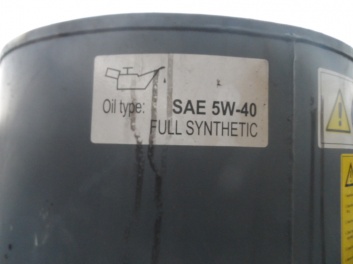 Oil type: SAE 5W-40
FULL SYNTHETIC